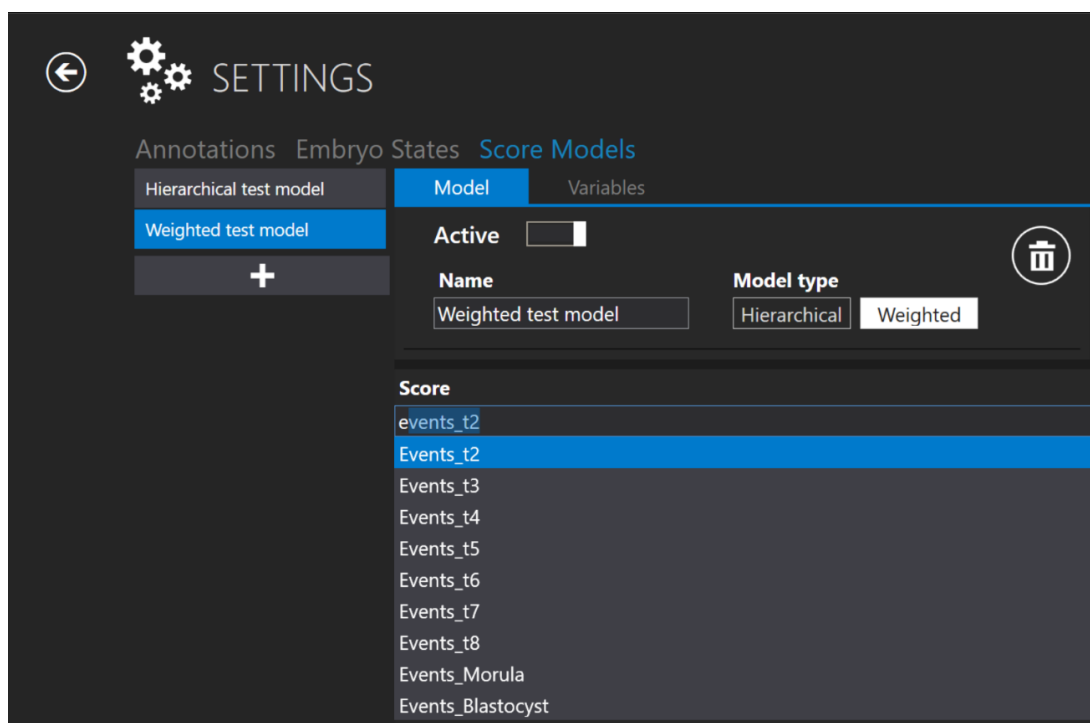 SETTINGS
Annotations Embryo States Score Models
Hierarchical test model
Weighted test model
Model Variables
Active
Name Model type
Weighted test model Hierarchical Weighted
Score
events_t2
Events_t2
Events_t3
Events_t4
Events_t5
Events_t6
Events_t7
Events_t8
Events_Morula
Events_Blastocyst